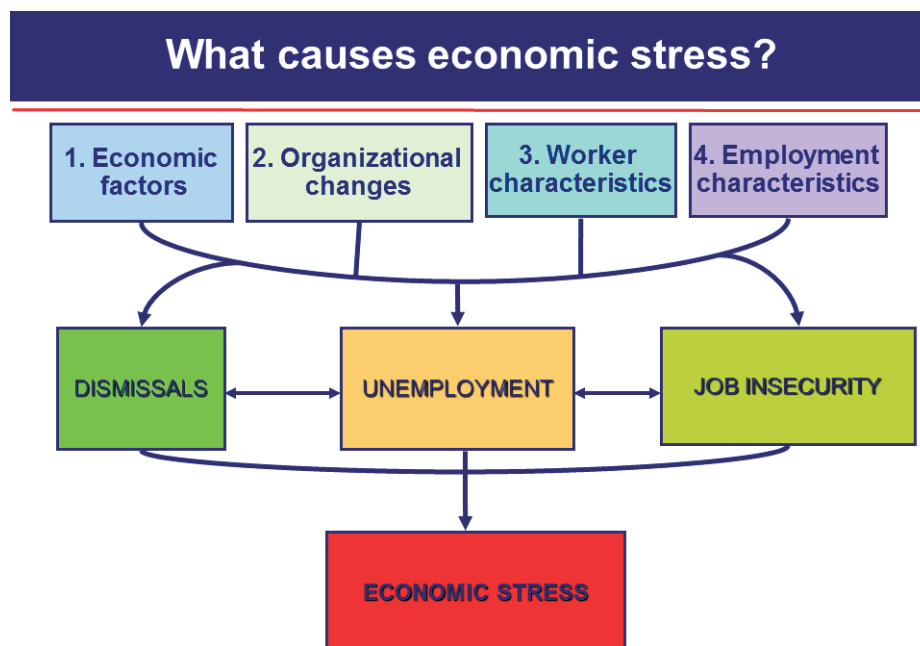 What causes economic stress?
1. Economic
factors
2. Organizational
changes
3. Worker
characteristics
4. Employment
characteristics
DISMISSALS
UNEMPLOYMENT
JOB INSECURITY
ECONOMIC STRESS